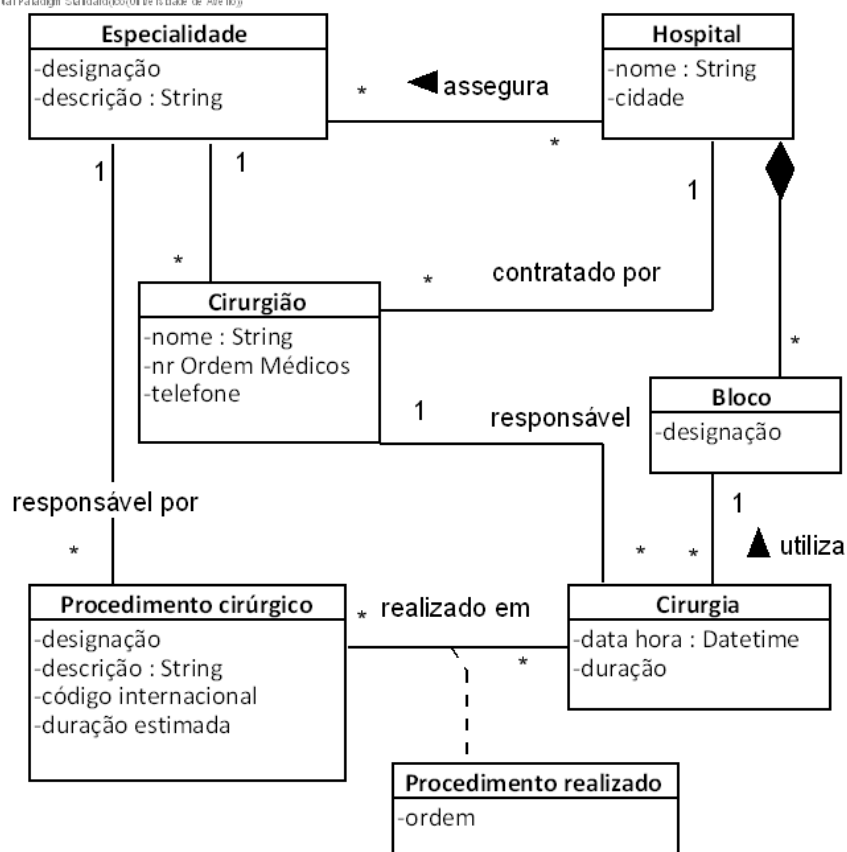 Especialidade
-designação
-descrição : String
Hospital
-nome : String
-cidade
*
assegura
*
1
1
1
*
*
contratado por
Cirurgião
-nome : String
-nr Ordem Médicos
-telefone
*
Bloco
-designação
1
responsável
1
responsável por
*
*
*
utiliza
Procedimento cirúrgico
-designação
-descrição : String
-código internacional
-duração estimada
*
realizado em
*
Cirurgia
-data hora : Datetime
-duração
Procedimento realizado
-ordem